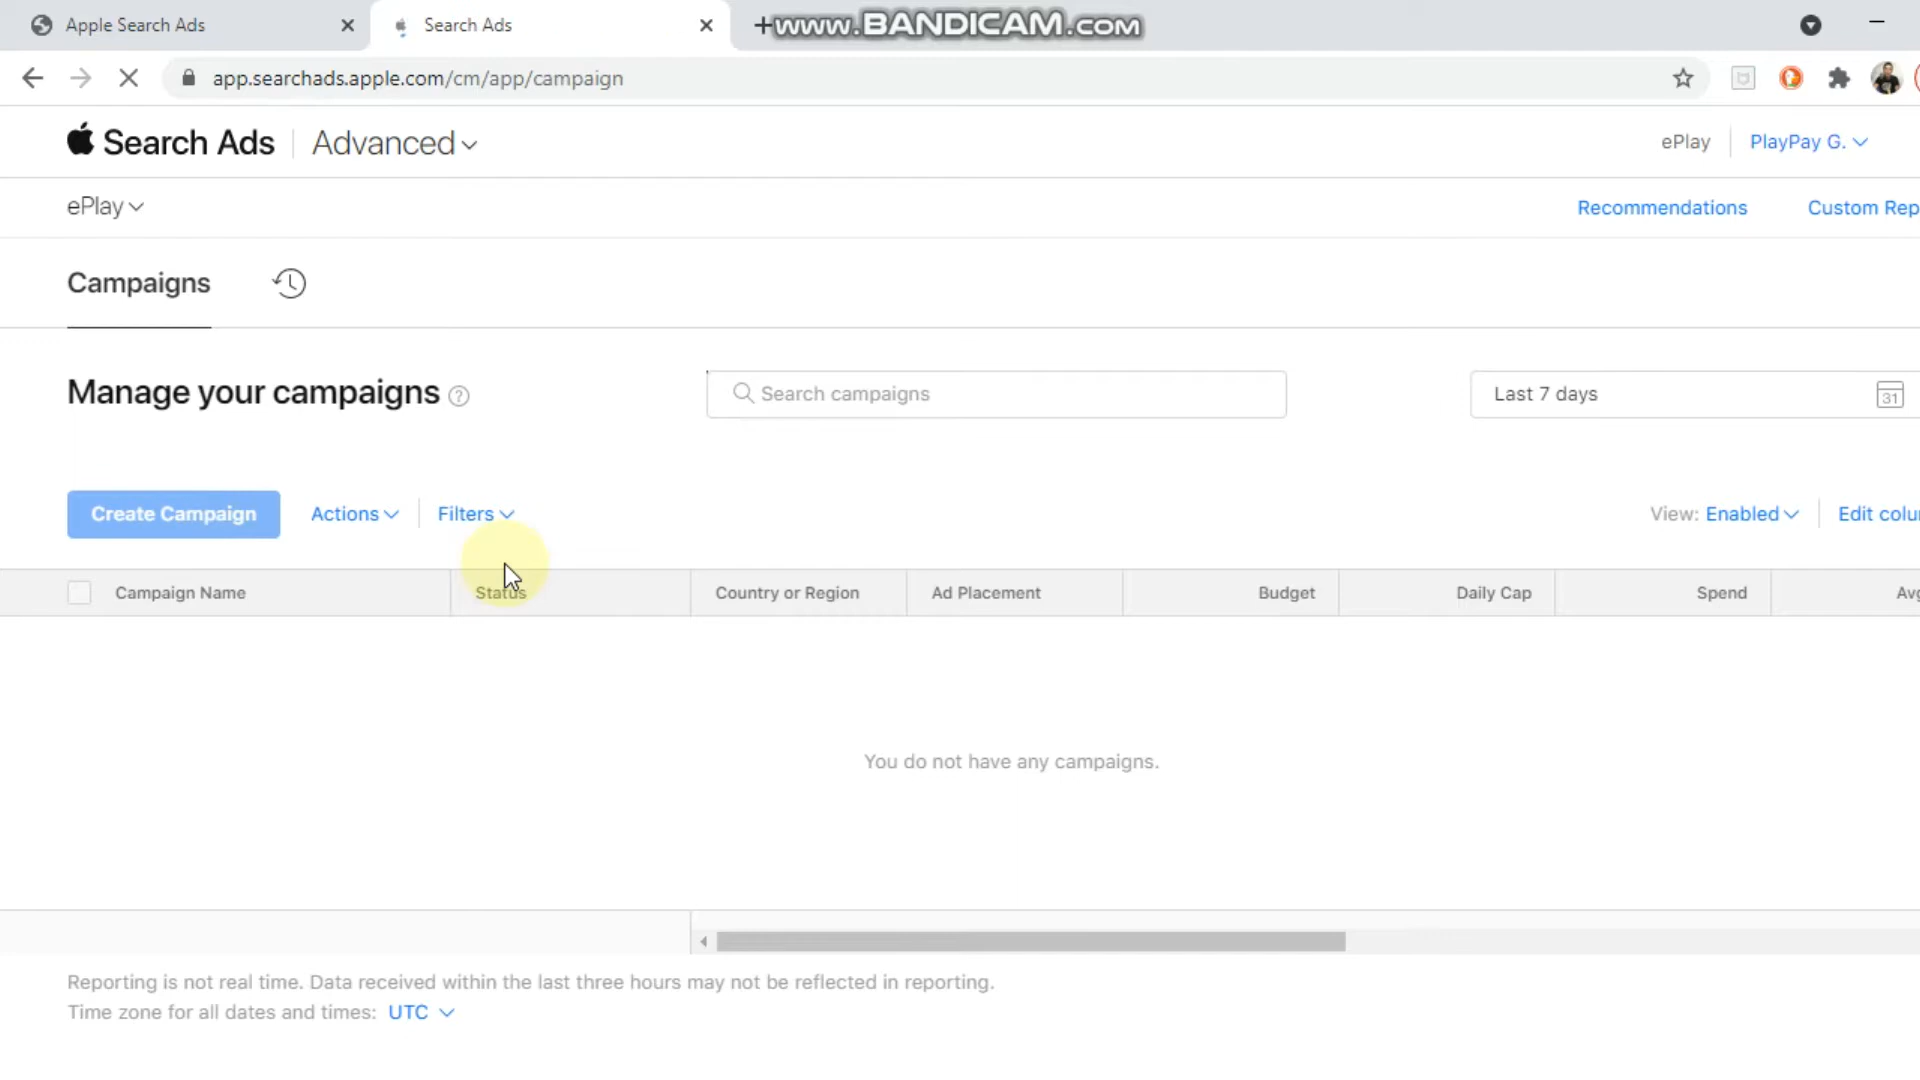 Apple Search Ads
Search Ads
www.BANDICAM.com
app.searchads.apple.com/cm/app/campaign
Search Ads
Advanced
ePlay
PlayPay G.
ePlay
Recommendations
Custom Rep
Campaigns
Manage your campaigns
?
Search campaigns
Last 7 days
31
Create Campaign
Actions
Filters
View: Enabled
Edit colu
Campaign Name
Status
Country or Region
Ad Placement
Budget
Daily Cap
Spend
Avg
You do not have any campaigns.
Reporting is not real time. Data received within the last three hours may not be reflected in reporting.
Time zone for all dates and times: UTC